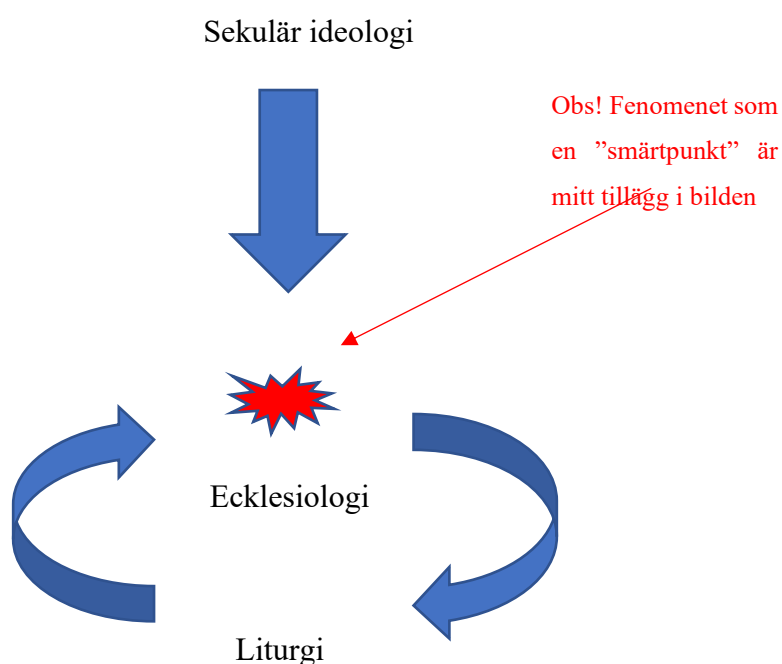 Sekulär ideologi
Obs! Fenomenet som
en ”smärtpunkt” är
mitt tillägg i bilden
Ecklesiologi
Liturgi